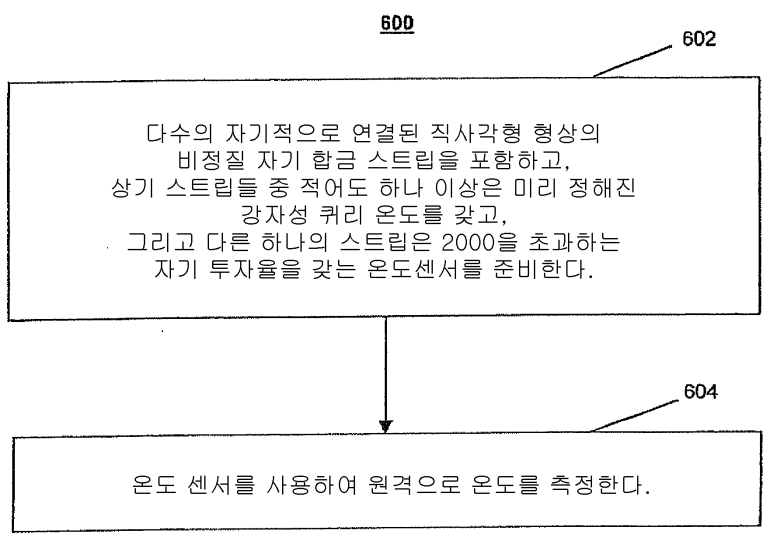 600
602
다수의 자기적으로 연결된 직사각형 형상의
비정질 자기 합금 스트립을 포함하고,
상기 스트립들 중 적어도 하나 이상은 미리 정해진
강자성 퀴리 온도를 갖고,
그리고 다른 하나의 스트립은 2000을 초과하는
자기 투자율을 갖는 온도센서를 준비한다.
604
온도 센서를 사용하여 원격으로 온도를 측정한다.